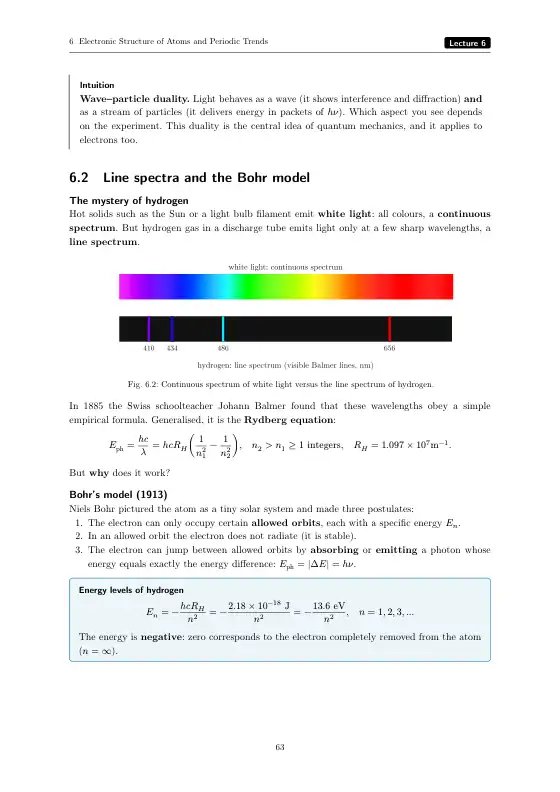 6 Electronic Structure of Atoms and Periodic Trends
Lecture 6
Intuition
Wave–particle duality. Light behaves as a wave (it shows interference and diffraction) and
as a stream of particles (it delivers energy in packets of hν). Which aspect you see depends
on the experiment. This duality is the central idea of quantum mechanics, and it applies to
electrons too.
6.2 Line spectra and the Bohr model
The mystery of hydrogen
Hot solids such as the Sun or a light bulb filament emit white light: all colours, a continuous
spectrum. But hydrogen gas in a discharge tube emits light only at a few sharp wavelengths, a
line spectrum.
white light: continuous spectrum
410 434 486 656
hydrogen: line spectrum (visible Balmer lines, nm)
Fig. 6.2: Continuous spectrum of white light versus the line spectrum of hydrogen.
In 1885 the Swiss schoolteacher Johann Balmer found that these wavelengths obey a simple
empirical formula. Generalised, it is the Rydberg equation:
E_ph = hc/λ = hcR_H (1/n₁² − 1/n₂²), n₂ > n₁ ≥ 1 integers, R_H = 1.097 × 10⁷ m⁻¹.
But why does it work?
Bohr's model (1913)
Niels Bohr pictured the atom as a tiny solar system and made three postulates:
1. The electron can only occupy certain allowed orbits, each with a specific energy Eₙ.
2. In an allowed orbit the electron does not radiate (it is stable).
3. The electron can jump between allowed orbits by absorbing or emitting a photon whose
energy equals exactly the energy difference: E_ph = |ΔE| = hν.
Energy levels of hydrogen
Eₙ = −hcR_H/n² = −2.18 × 10⁻¹⁸ J/n² = −13.6 eV/n², n = 1, 2, 3, ...
The energy is negative: zero corresponds to the electron completely removed from the atom
(n = ∞).
63